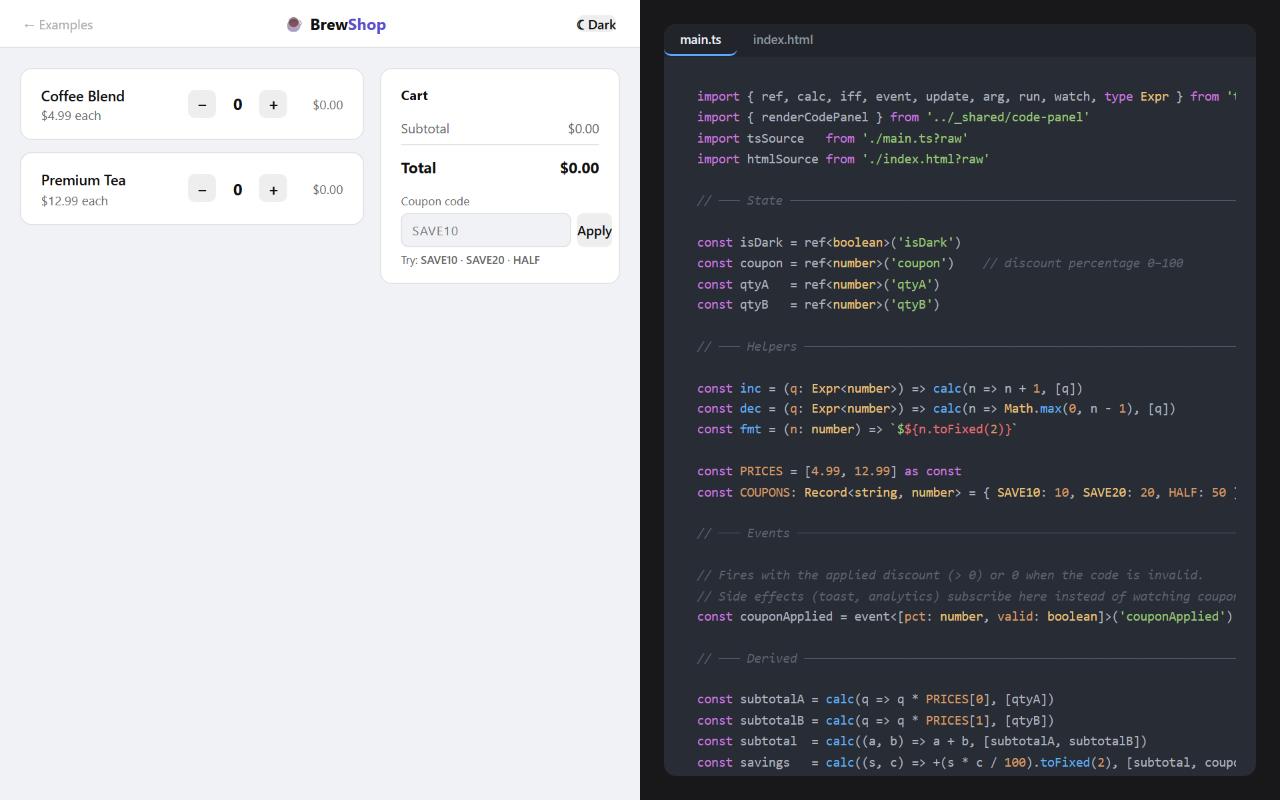 ← Examples
BrewShop
Dark
Coffee Blend
$4.99 each
−
0
+
$0.00
Premium Tea
$12.99 each
−
0
+
$0.00
Cart
Subtotal
$0.00
Total
$0.00
Coupon code
SAVE10
Apply
Try: SAVE10 · SAVE20 · HALF
main.ts
index.html
import { ref, calc, iff, event, update, arg, run, watch, type Expr } from
import { renderCodePanel } from '../_shared/code-panel'
import tsSource   from './main.ts?raw'
import htmlSource from './index.html?raw'
// ── State ──────────
const isDark = ref<boolean>('isDark')
const coupon = ref<number>('coupon')    // discount percentage 0–100
const qtyA   = ref<number>('qtyA')
const qtyB   = ref<number>('qtyB')
// ── Helpers ──────────
const inc = (q: Expr<number>) => calc(n => n + 1, [q])
const dec = (q: Expr<number>) => calc(n => Math.max(0, n - 1), [q])
const fmt = (n: number) => `$${n.toFixed(2)}`
const PRICES = [4.99, 12.99] as const
const COUPONS: Record<string, number> = { SAVE10: 10, SAVE20: 20, HALF: 50 }
// ── Events ──────────
// Fires with the applied discount (> 0) or 0 when the code is invalid.
// Side effects (toast, analytics) subscribe here instead of watching coupon
const couponApplied = event<[pct: number, valid: boolean]>('couponApplied')
// ── Derived ──────────
const subtotalA = calc(q => q * PRICES[0], [qtyA])
const subtotalB = calc(q => q * PRICES[1], [qtyB])
const subtotal  = calc((a, b) => a + b, [subtotalA, subtotalB])
const savings   = calc((s, c) => +(s * c / 100).toFixed(2), [subtotal,